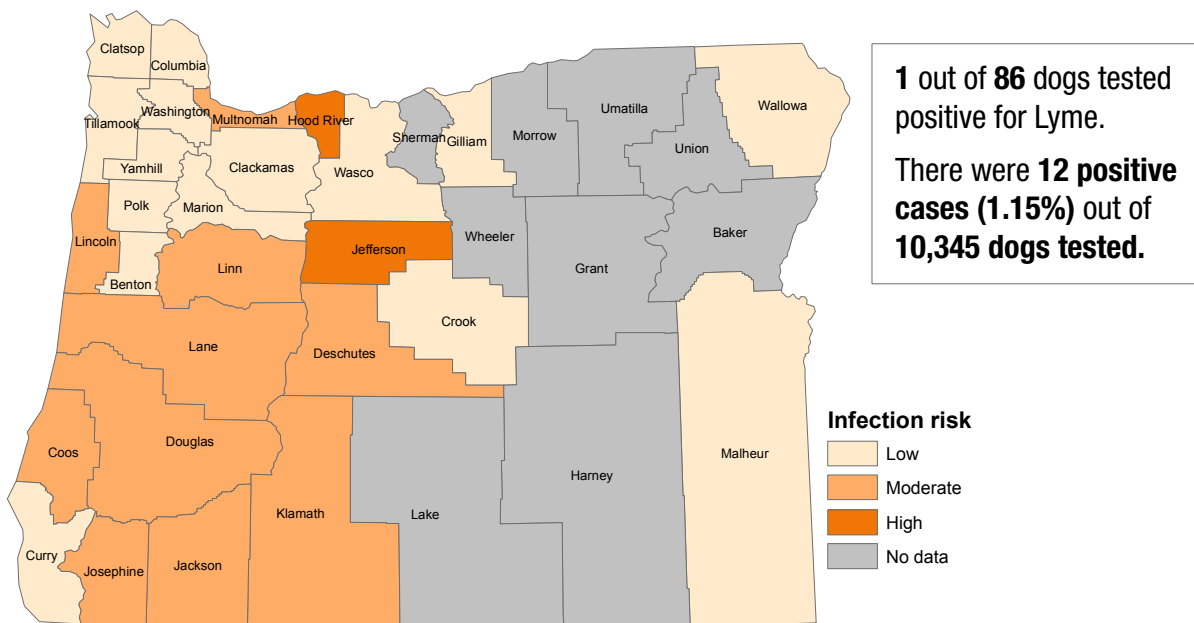 Clatsop
Columbia
Tillamook
Washington
Multnomah
Hood River
Sherman
Gilliam
Morrow
Umatilla
Union
Wallowa
Yamhill
Clackamas
Wasco
Polk
Marion
Lincoln
Benton
Linn
Jefferson
Wheeler
Grant
Baker
Lane
Deschutes
Crook
Coos
Douglas
Klamath
Lake
Harney
Malheur
Curry
Josephine
Jackson
1 out of 86 dogs tested
positive for Lyme.
There were 12 positive
cases (1.15%) out of
10,345 dogs tested.
Infection risk
Low
Moderate
High
No data